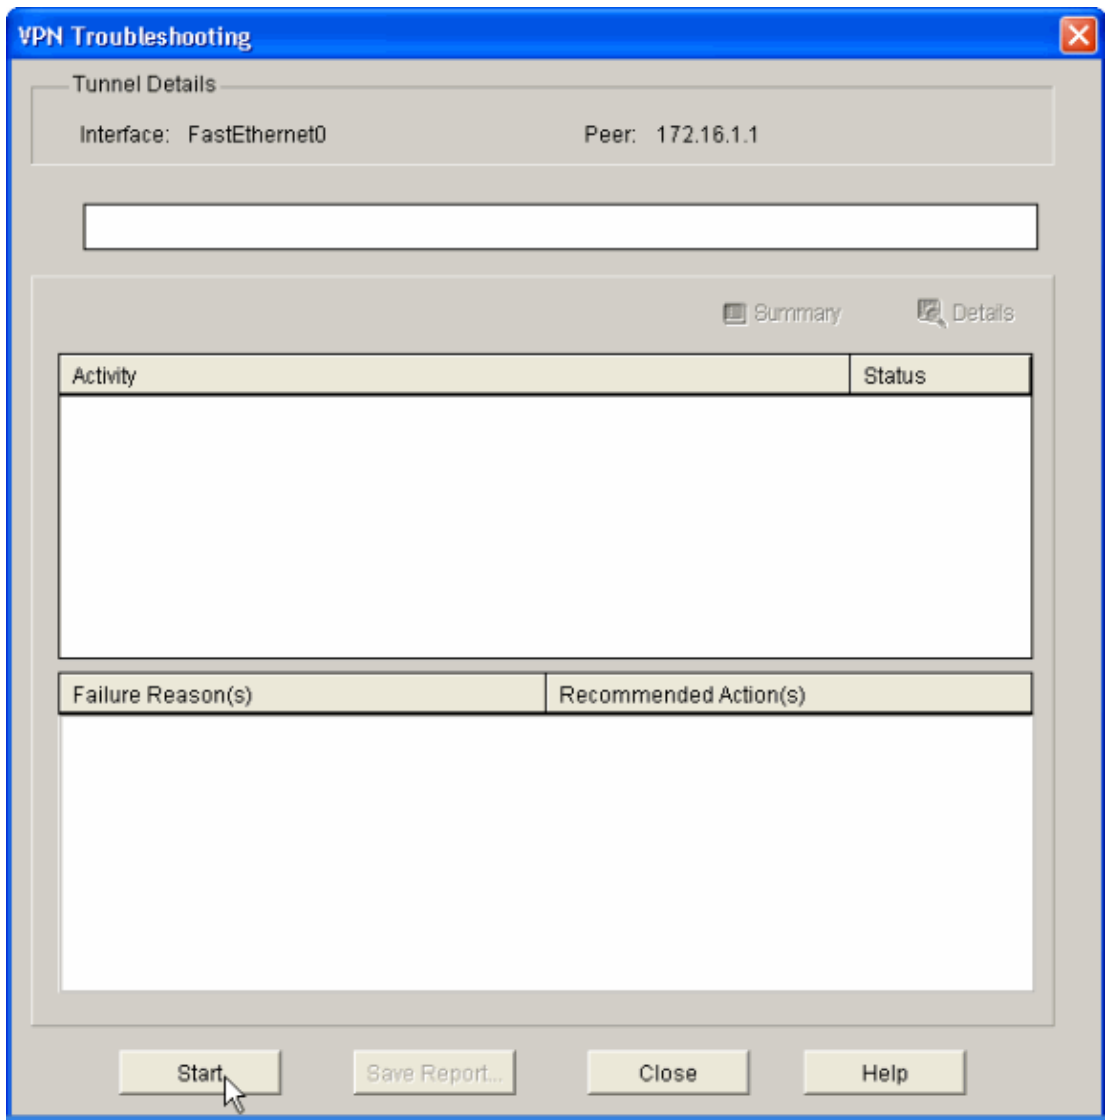 VPN Troubleshooting
Tunnel Details
Interface: FastEthernet0 Peer: 172.16.1.1
Summary Details
Activity Status
Failure Reason(s) Recommended Action(s)
Start Save Report... Close Help